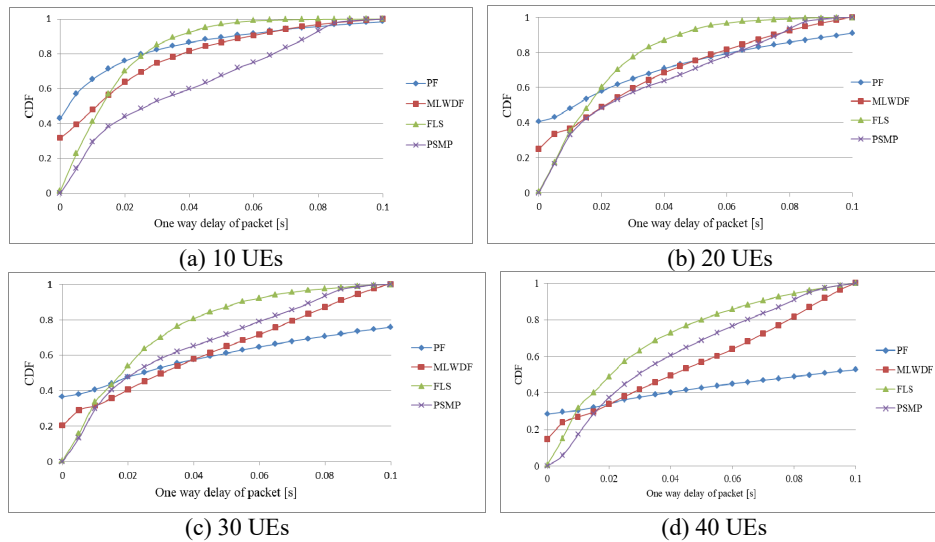 1
0.8
0.6
0.4
0.2
0
CDF
0 0.02 0.04 0.06 0.08 0.1
One way delay of packet [s]
PF
MLWDF
FLS
PSMP
(a) 10 UEs
1
0.8
0.6
0.4
0.2
0
CDF
0 0.02 0.04 0.06 0.08 0.1
One way delay of packet [s]
PF
MLWDF
FLS
PSMP
(b) 20 UEs
1
0.8
0.6
0.4
0.2
0
CDF
0 0.02 0.04 0.06 0.08 0.1
One way delay of packet [s]
PF
MLWDF
FLS
PSMP
(c) 30 UEs
1
0.8
0.6
0.4
0.2
0
CDF
0 0.02 0.04 0.06 0.08 0.1
One way delay of packet [s]
PF
MLWDF
FLS
PSMP
(d) 40 UEs